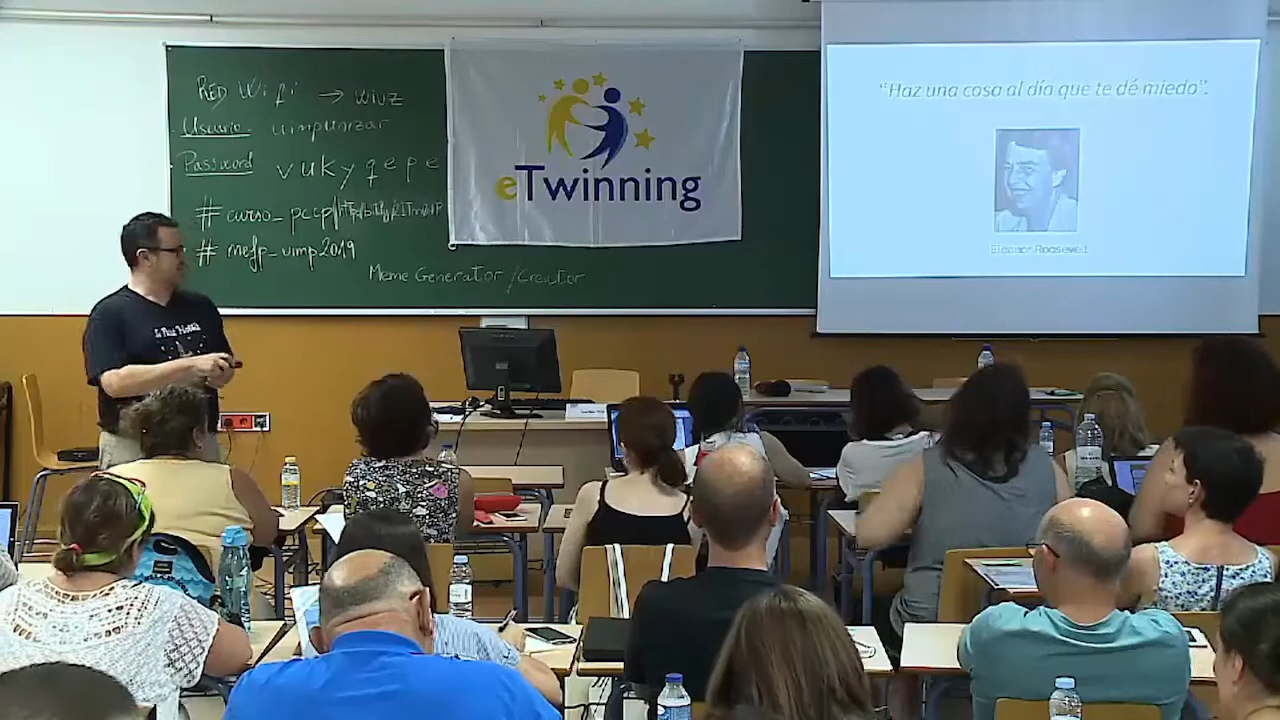 RED Wifi → wiuz
Usuario uimpunizar
Password vukyqepe
#curso_pccp
#mefp_uimp2019
Meme Generator / Creator
eTwinning
“Haz una cosa al día que te dé miedo”.
Eleanor Roosevelt